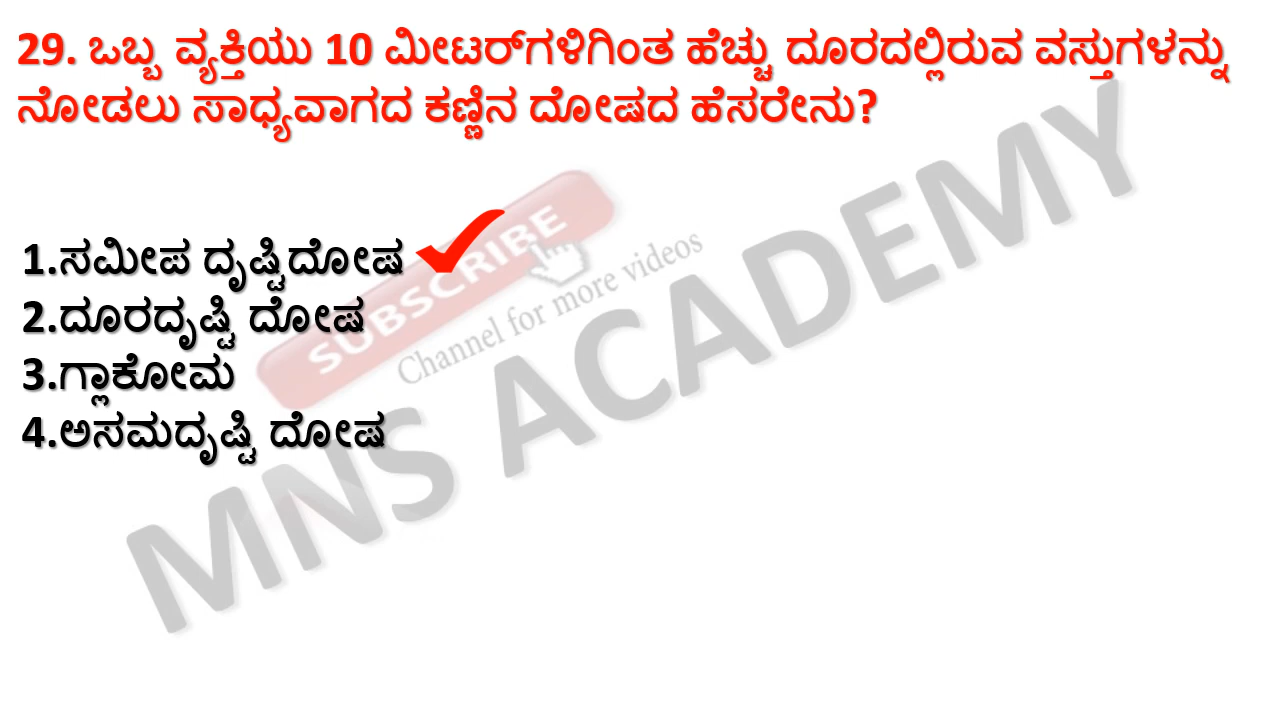 29. ಒಬ್ಬ ವ್ಯಕ್ತಿಯು 10 ಮೀಟರ್‌ಗಳಿಗಿಂತ ಹೆಚ್ಚು ದೂರದಲ್ಲಿರುವ ವಸ್ತುಗಳನ್ನು
ನೋಡಲು ಸಾಧ್ಯವಾಗದ ಕಣ್ಣಿನ ದೋಷದ ಹೆಸರೇನು?
1.ಸಮೀಪ ದೃಷ್ಟಿದೋಷ
2.ದೂರದೃಷ್ಟಿ ದೋಷ
3.ಗ್ಲಾಕೋಮ
4.ಅಸಮದೃಷ್ಟಿ ದೋಷ
SUBSCRIBE
Channel for more videos
MNS ACADEMY